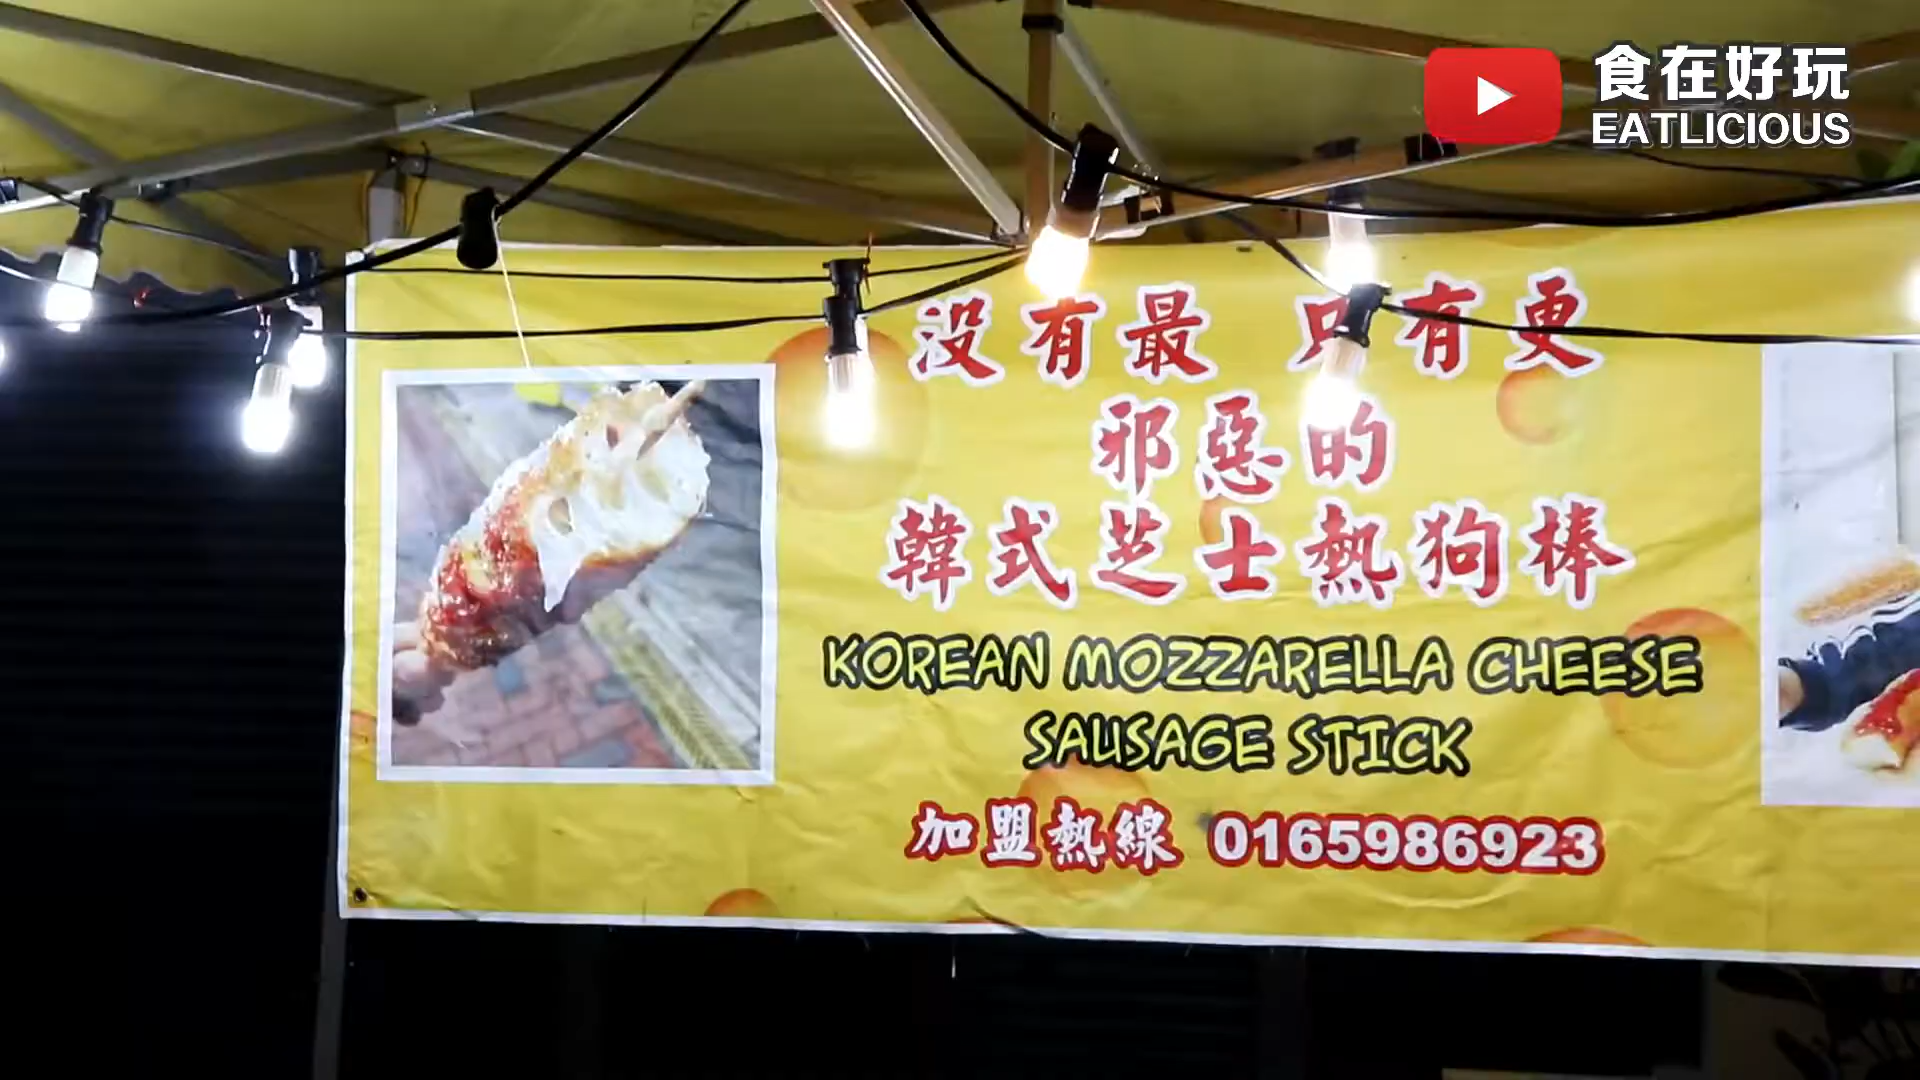 食在好玩
EATLICIOUS
没有最 只有更
邪惡的
韓式芝士熱狗棒
KOREAN MOZZARELLA CHEESE
SAUSAGE STICK
加盟熱線 0165986923